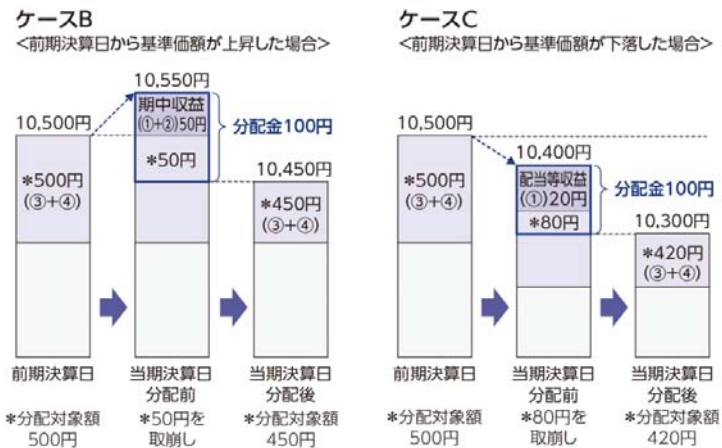 ケースB
<前期決算日から基準価額が上昇した場合>
10,550円
10,500円
期中収益
(①+②)50円
分配金100円
*50円
*500円
(③+④)
10,450円
*450円
(③+④)
前期決算日
当期決算日
分配前
当期決算日
分配後
*分配対象額
500円
*50円を
取崩し
*分配対象額
450円
ケースC
<前期決算日から基準価額が下落した場合>
10,500円
10,400円
*500円
(③+④)
配当等収益
(①)20円
分配金100円
*80円
10,300円
*420円
(③+④)
前期決算日
当期決算日
分配前
当期決算日
分配後
*分配対象額
500円
*80円を
取崩し
*分配対象額
420円